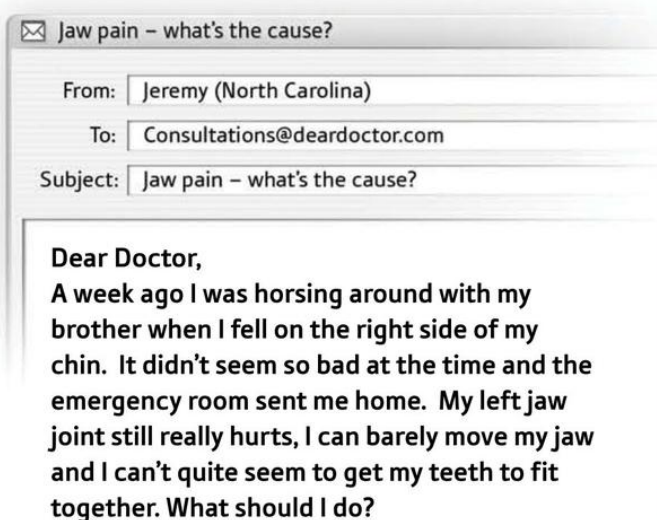 Jaw pain – what's the cause?
From: Jeremy (North Carolina)
To: Consultations@deardoctor.com
Subject: Jaw pain – what's the cause?
Dear Doctor,
A week ago I was horsing around with my
brother when I fell on the right side of my
chin.  It didn't seem so bad at the time and the
emergency room sent me home.  My left jaw
joint still really hurts, I can barely move my jaw
and I can't quite seem to get my teeth to fit
together. What should I do?